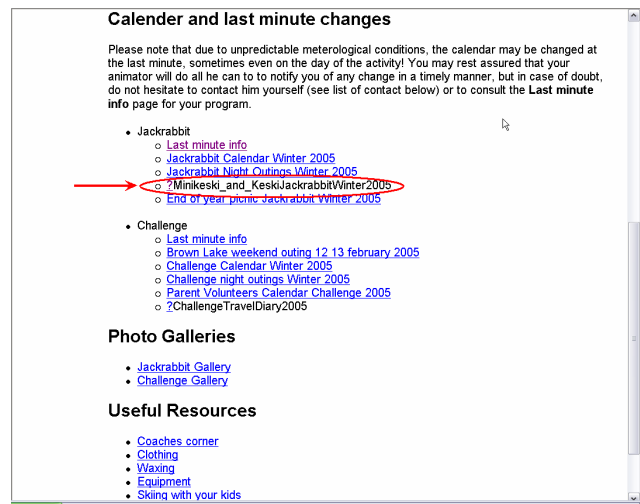 Calender and last minute changes
Please note that due to unpredictable meterological conditions, the calendar may be changed at
the last minute, sometimes even on the day of the activity! You may rest assured that your
animator will do all he can to to notify you of any change in a timely manner, but in case of doubt,
do not hesitate to contact him yourself (see list of contact below) or to consult the Last minute
info page for your program.
Jackrabbit
Last minute info
Jackrabbit Calendar Winter 2005
Jackrabbit Night Outings Winter 2005
?Minikeski_and_KeskiJackrabbitWinter2005
End of year picnic Jackrabbit Winter 2005
Challenge
Last minute info
Brown Lake weekend outing 12 13 february 2005
Challenge Calendar Winter 2005
Challenge night outings Winter 2005
Parent Volunteers Calendar Challenge 2005
?ChallengeTravelDiary2005
Photo Galleries
Jackrabbit Gallery
Challenge Gallery
Useful Resources
Coaches corner
Clothing
Waxing
Equipment
Skiing with your kids